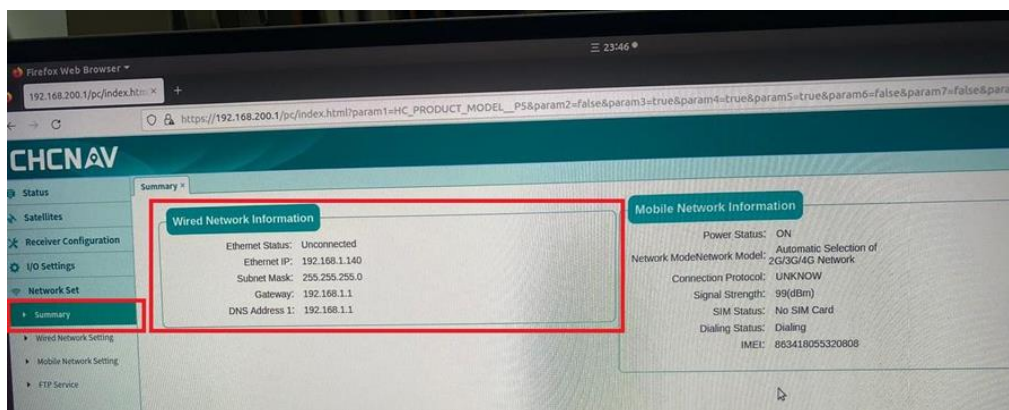 Firefox Web Browser
23:46
192.168.200.1/pc/index.htm × +
https://192.168.200.1/pc/index.html?param1=HC_PRODUCT_MODEL__P5&param2=false&param3=true&param4=true&param5=true&param6=false&param7=false&para
CHCNAV
Status
Satellites
Receiver Configuration
I/O Settings
Network Set
Summary
Wired Network Setting
Mobile Network Setting
FTP Service
Summary ×
Wired Network Information
Ethernet Status: Unconnected
Ethernet IP: 192.168.1.140
Subnet Mask: 255.255.255.0
Gateway: 192.168.1.1
DNS Address 1: 192.168.1.1
Mobile Network Information
Power Status: ON
Network ModeNetwork Model: Automatic Selection of
2G/3G/4G Network
Connection Protocol: UNKNOW
Signal Strength: 99(dBm)
SIM Status: No SIM Card
Dialing Status: Dialing
IMEI: 863418055320808